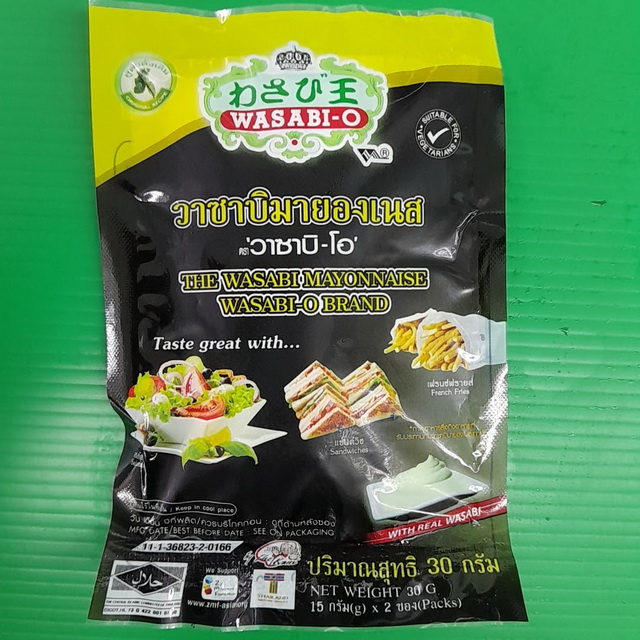 わさび王
WASABI-O
®
SUITABLE FOR VEGETARIANS
วาซาบิมายองเนส
ตรา 'วาซาบิ-โอ'
THE WASABI MAYONNAISE
WASABI-O BRAND
Taste great with...
เฟรนช์ฟรายส์
French Fries
แซนด์วิช
Sandwiches
WITH REAL WASABI
Keep in cool place
MFG DATE/BEST BEFORE DATE : SEE ON PACKAGING
11-1-36823-2-0166
ปริมาณสุทธิ 30 กรัม
NET WEIGHT 30 G
15 กรัม(g) x 2 ซอง(Packs)
We Support
THAILAND